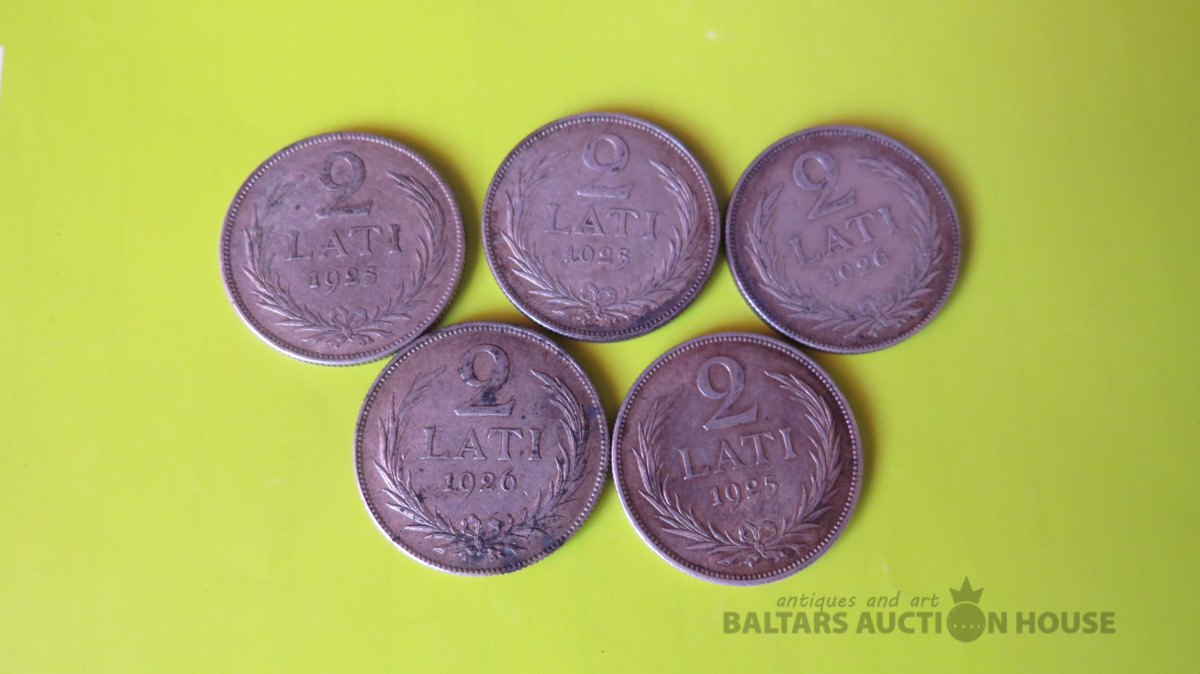 2
LATI
1925
2
LATI
1925
2
LATI
1926
2
LATI
1926
2
LATI
1925
antiques and art
BALTARS AUCTION HOUSE